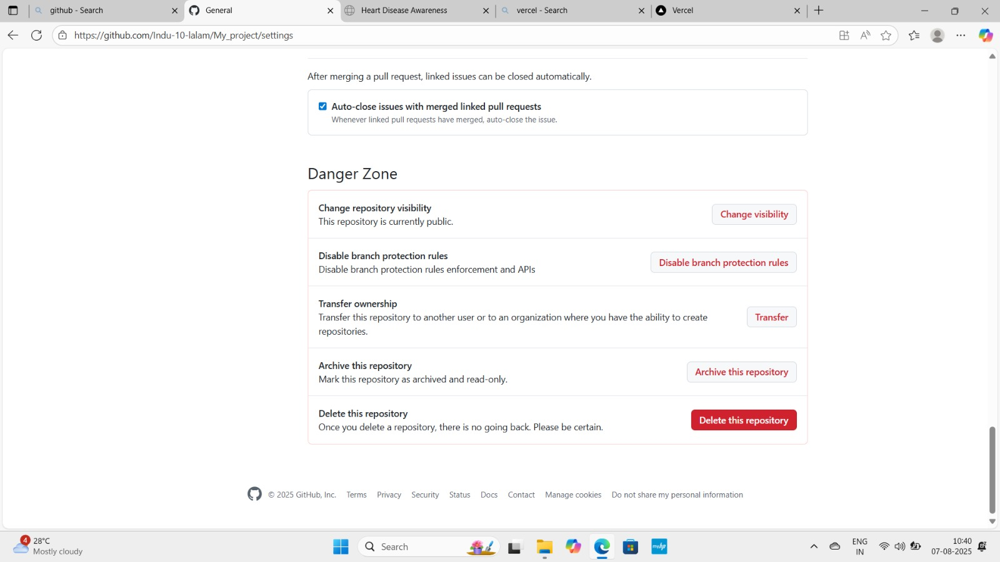 github - Search
General
Heart Disease Awareness
vercel - Search
Vercel
https://github.com/Indu-10-lalam/My_project/settings
After merging a pull request, linked issues can be closed automatically.
Auto-close issues with merged linked pull requests
Whenever linked pull requests have merged, auto-close the issue.
Danger Zone
Change repository visibility
This repository is currently public.
Change visibility
Disable branch protection rules
Disable branch protection rules enforcement and APIs
Disable branch protection rules
Transfer ownership
Transfer this repository to another user or to an organization where you have the ability to create
repositories.
Transfer
Archive this repository
Mark this repository as archived and read-only.
Archive this repository
Delete this repository
Once you delete a repository, there is no going back. Please be certain.
Delete this repository
© 2025 GitHub, Inc. Terms Privacy Security Status Docs Contact Manage cookies Do not share my personal information
4
28°C
Mostly cloudy
Search
myhp
ENG
IN
10:40
07-08-2025